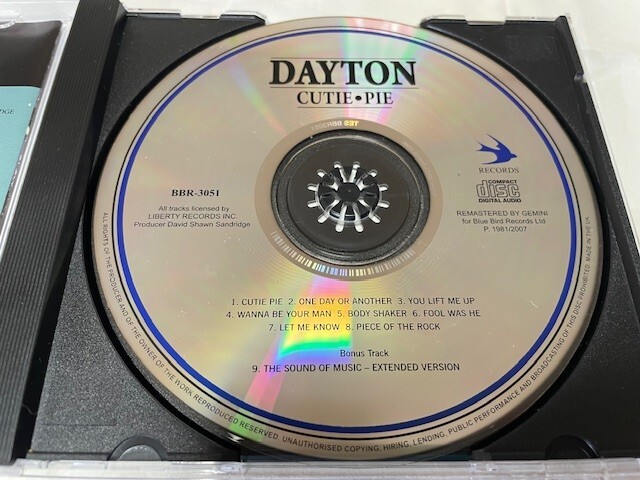 DAYTON
CUTIE•PIE
BBR-3051
All tracks licensed by
LIBERTY RECORDS INC.
Producer David Shawn Sandridge
RECORDS
COMPACT
disc
DIGITAL AUDIO
REMASTERED BY GEMINI
for Blue Bird Records Ltd
P. 1981/2007
1. CUTIE PIE 2. ONE DAY OR ANOTHER 3. YOU LIFT ME UP
4. WANNA BE YOUR MAN 5. BODY SHAKER 6. FOOL WAS HE
7. LET ME KNOW 8. PIECE OF THE ROCK
Bonus Track
9. THE SOUND OF MUSIC – EXTENDED VERSION
ALL RIGHTS OF THE PRODUCER AND OF THE OWNER OF THE WORK REPRODUCED RESERVED. UNAUTHORISED COPYING, HIRING, LENDING, PUBLIC PERFORMANCE AND BROADCASTING OF THIS DISC PROHIBITED. MADE IN THE UK